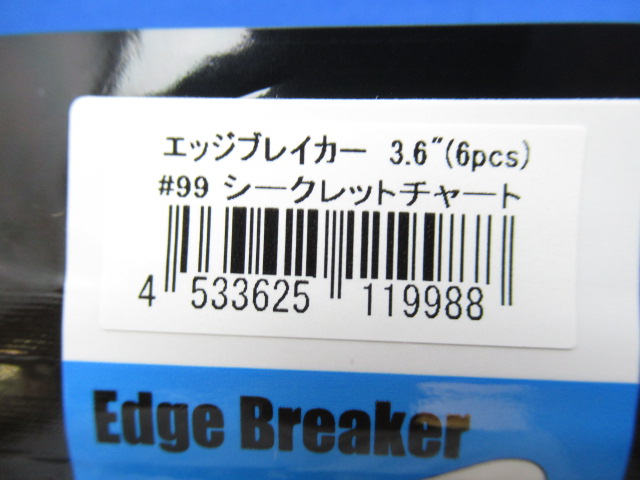 エッジブレイカー 3.6"(6pcs)
#99 シークレットチャート
4 533625 119988
Edge Breaker